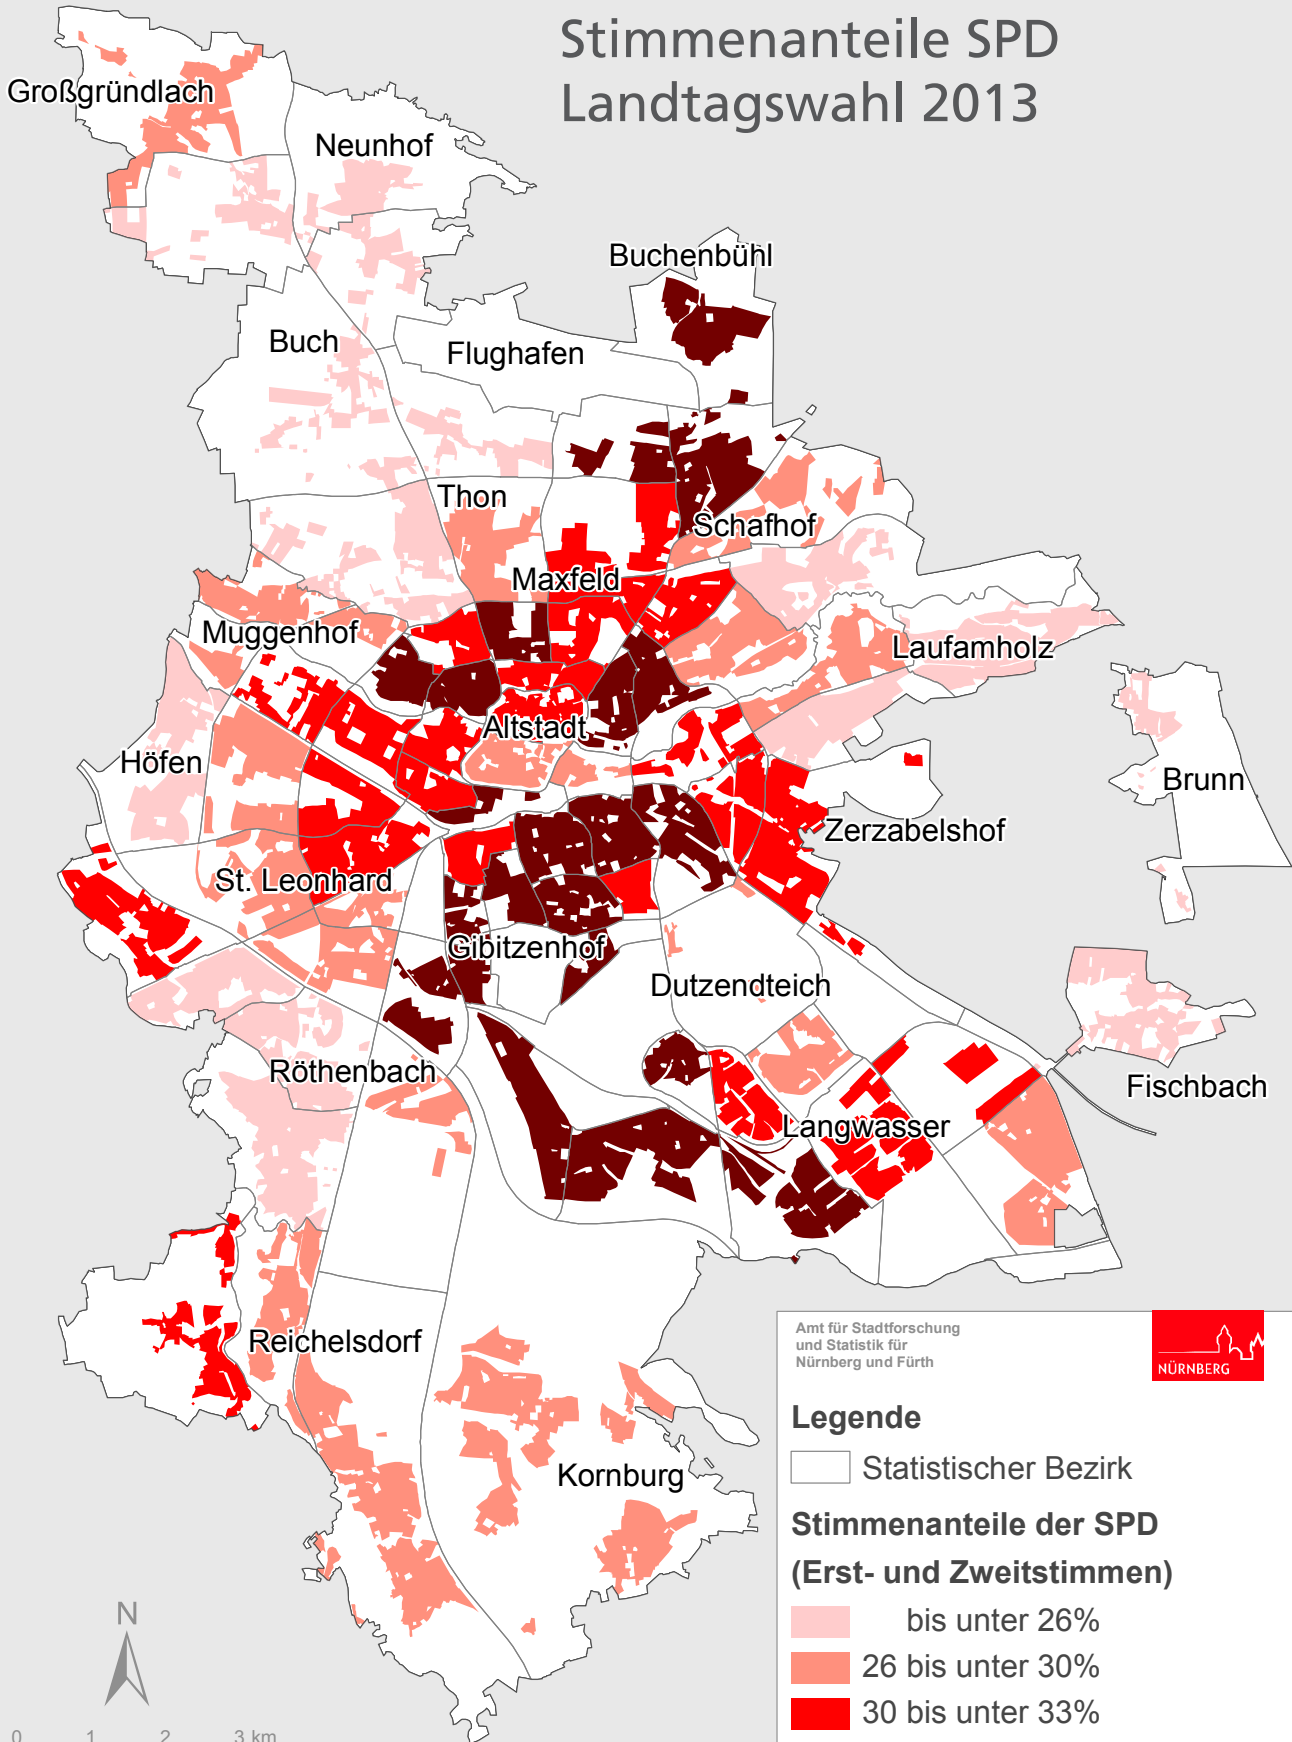 Stimmenanteile SPD
Landtagswahl 2013
Großgründlach
Neunhof
Buchenbühl
Buch
Flughafen
Thon
Schafhof
Maxfeld
Muggenhof
Laufamholz
Altstadt
Höfen
Brunn
Zerzabelshof
St. Leonhard
Gibitzenhof
Dutzendteich
Röthenbach
Fischbach
Langwasser
Reichelsdorf
Kornburg
Amt für Stadtforschung
und Statistik für
Nürnberg und Fürth
NÜRNBERG
Legende
Statistischer Bezirk
Stimmenanteile der SPD
(Erst- und Zweitstimmen)
bis unter 26%
26 bis unter 30%
30 bis unter 33%
N
0 1 2 3 km